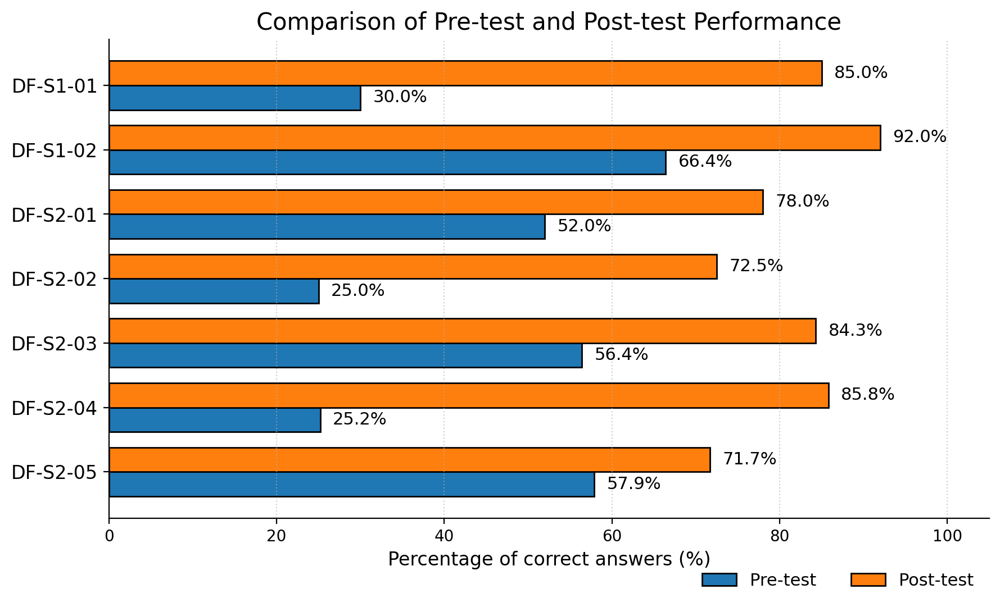 Comparison of Pre-test and Post-test Performance
DF-S1-01
85.0%
30.0%
DF-S1-02
92.0%
66.4%
DF-S2-01
78.0%
52.0%
DF-S2-02
72.5%
25.0%
DF-S2-03
84.3%
56.4%
DF-S2-04
85.8%
25.2%
DF-S2-05
71.7%
57.9%
0 20 40 60 80 100
Percentage of correct answers (%)
Pre-test Post-test